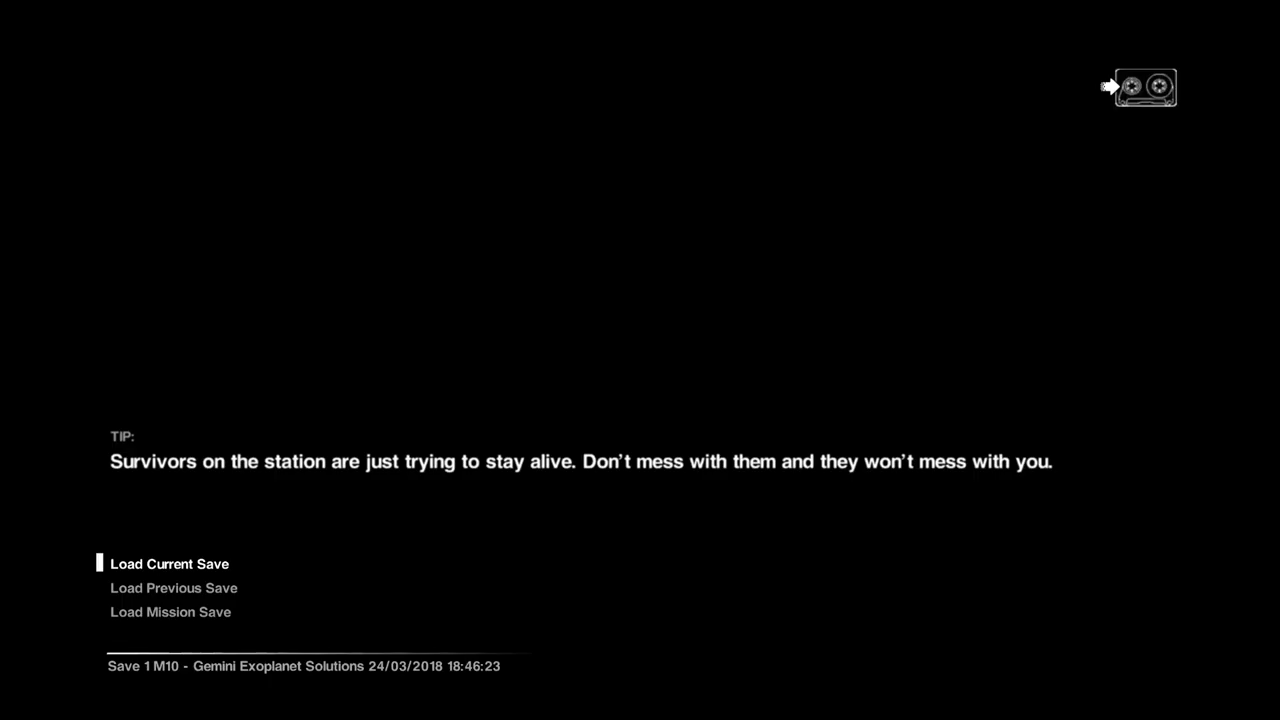 TIP:
Survivors on the station are just trying to stay alive. Don’t mess with them and they won’t mess with you.
Load Current Save
Load Previous Save
Load Mission Save
Save 1 M10 - Gemini Exoplanet Solutions 24/03/2018 18:46:23